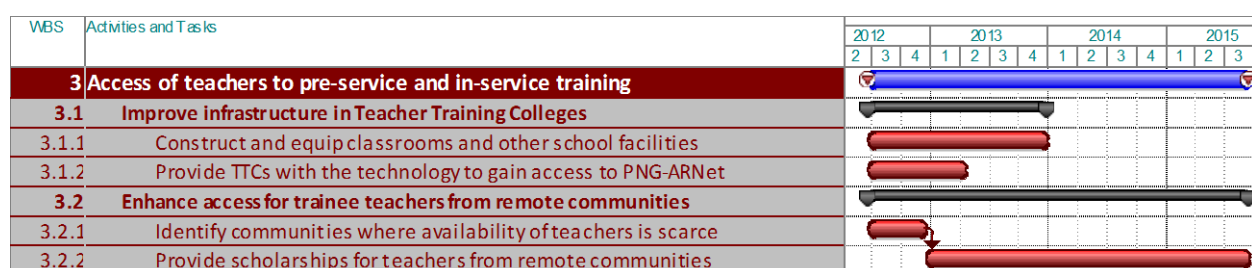 WBS Activities and Tasks
2012 2013 2014 2015
2 3 4 1 2 3 4 1 2 3 4 1 2 3
3 Access of teachers to pre-service and in-service training
3.1 Improve infrastructure in Teacher Training Colleges
3.1.1 Construct and equip classrooms and other school facilities
3.1.2 Provide TTCs with the technology to gain access to PNG-ARNet
3.2 Enhance access for trainee teachers from remote communities
3.2.1 Identify communities where availability of teachers is scarce
3.2.2 Provide scholarships for teachers from remote communities